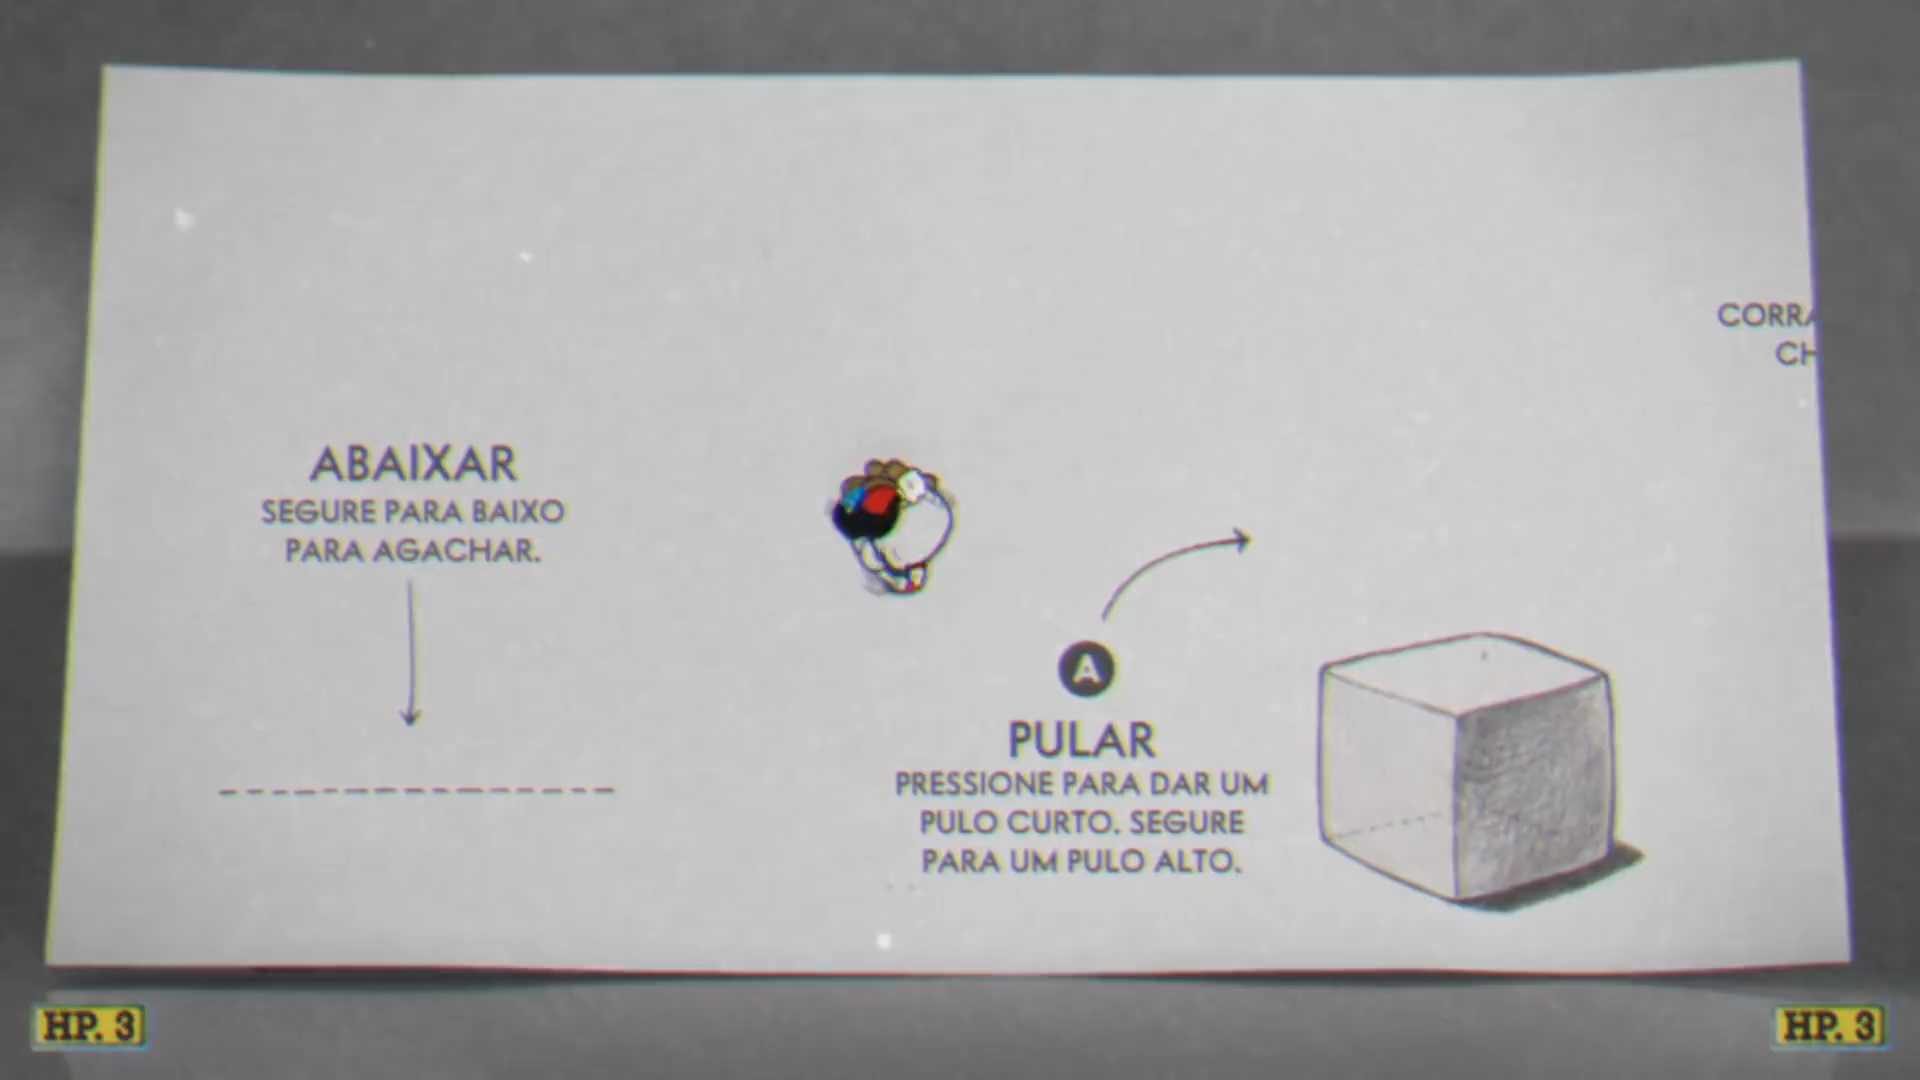 ABAIXAR
SEGURE PARA BAIXO
PARA AGACHAR.
A
PULAR
PRESSIONE PARA DAR UM
PULO CURTO. SEGURE
PARA UM PULO ALTO.
CORRA
CH
HP. 3
HP. 3